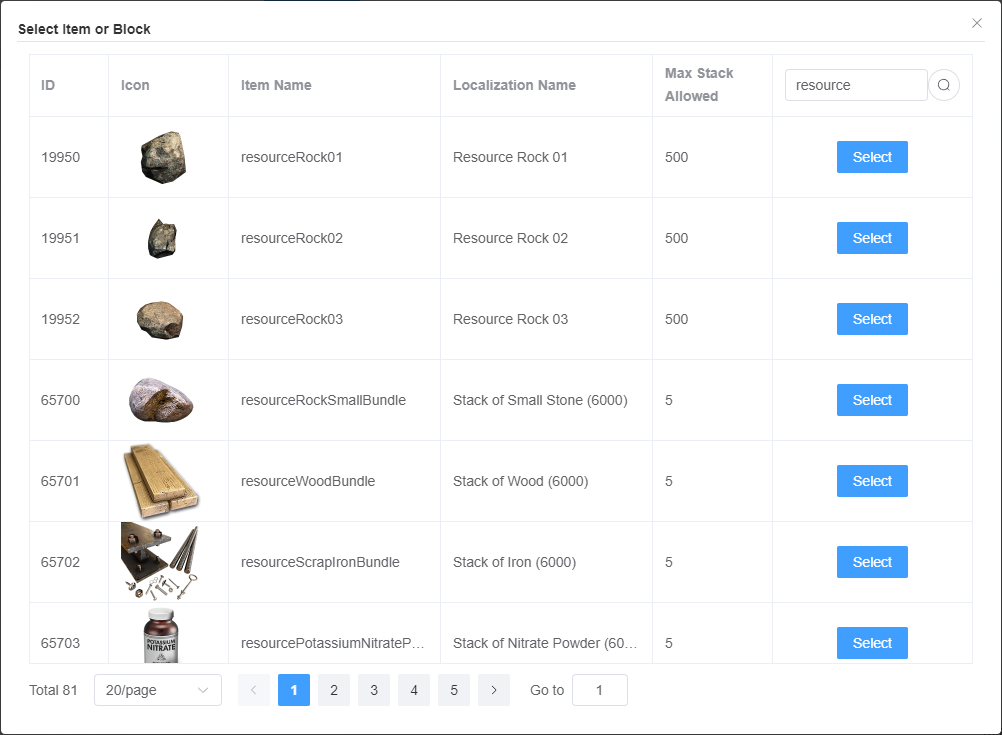 Select Item or Block
ID Icon Item Name Localization Name Max Stack Allowed resource
19950 resourceRock01 Resource Rock 01 500 Select
19951 resourceRock02 Resource Rock 02 500 Select
19952 resourceRock03 Resource Rock 03 500 Select
65700 resourceRockSmallBundle Stack of Small Stone (6000) 5 Select
65701 resourceWoodBundle Stack of Wood (6000) 5 Select
65702 resourceScrapIronBundle Stack of Iron (6000) 5 Select
POTASSIUM
NITRATE
65703 resourcePotassiumNitrateP... Stack of Nitrate Powder (60... 5 Select
Total 81 20/page 1 2 3 4 5 Go to 1